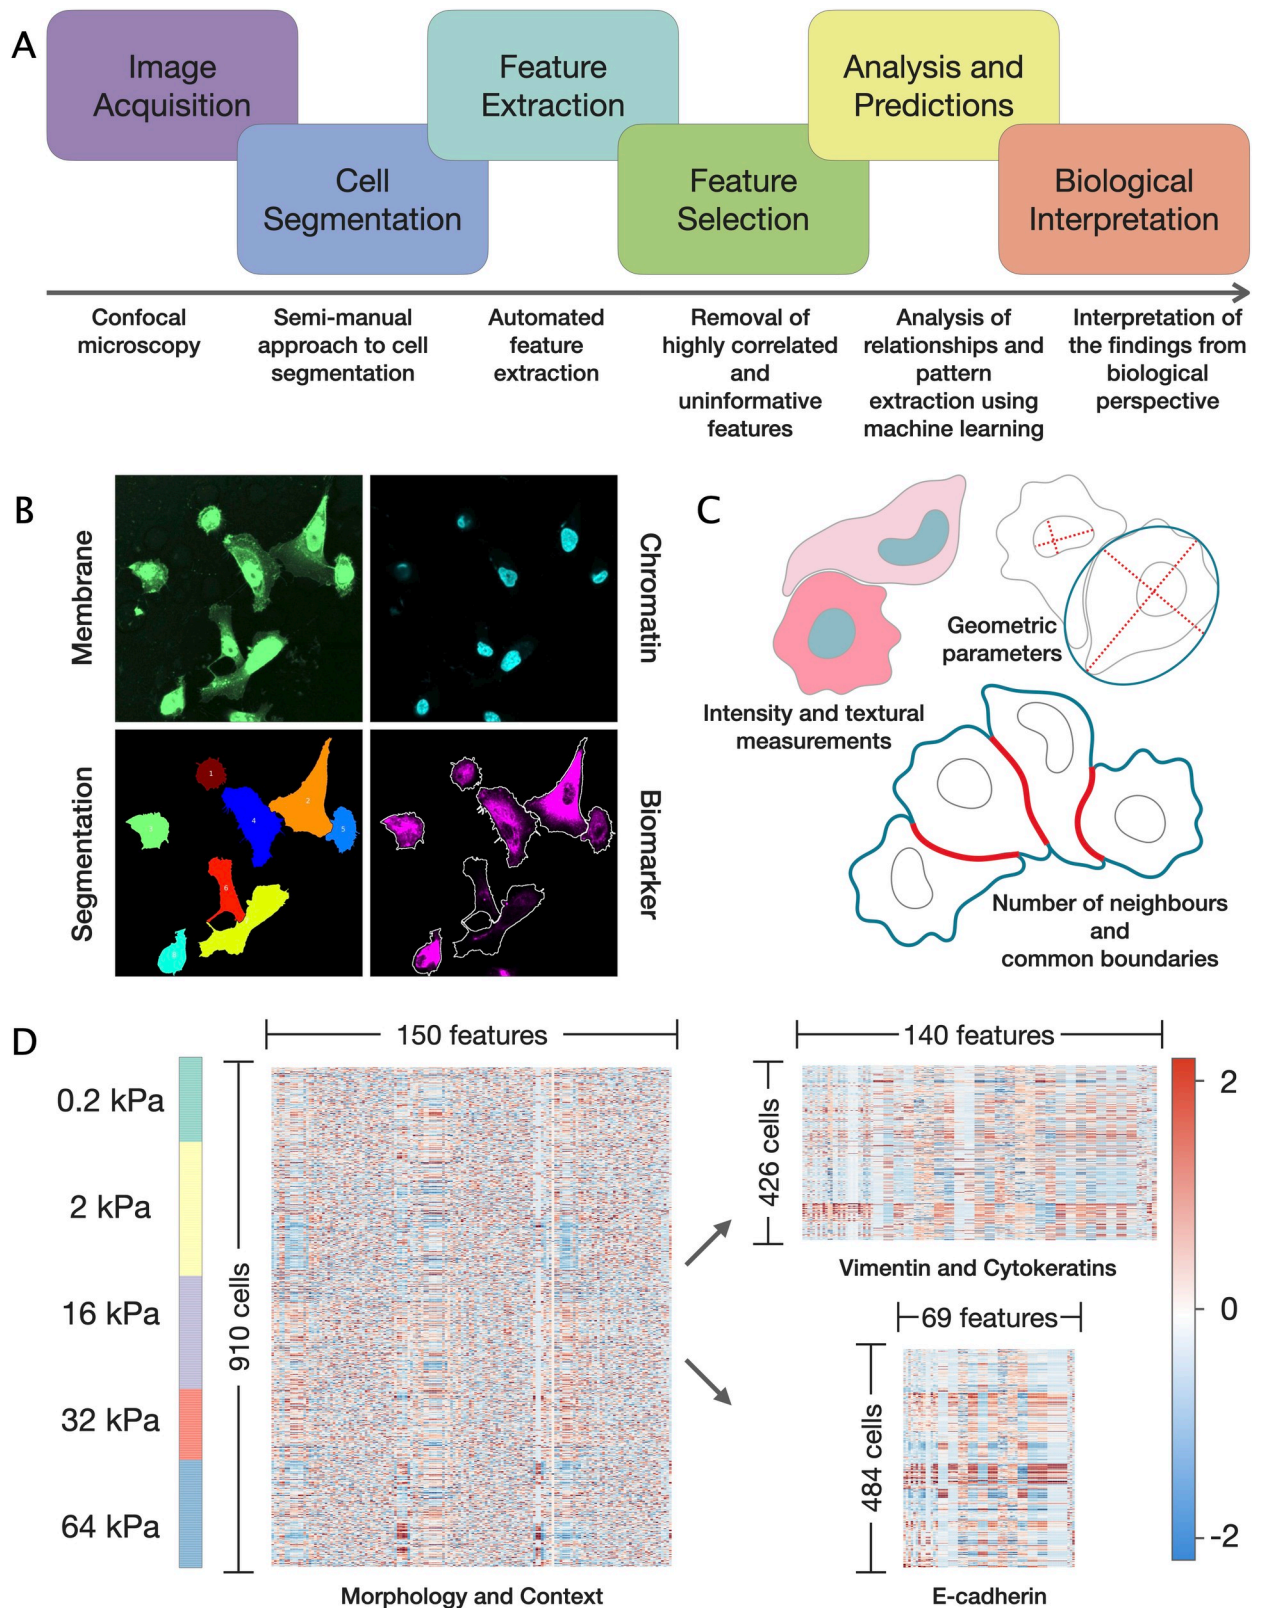 A
Image
Acquisition
Cell
Segmentation
Feature
Extraction
Feature
Selection
Analysis and
Predictions
Biological
Interpretation
Confocal
microscopy
Semi-manual
approach to cell
segmentation
Automated
feature
extraction
Removal of
highly correlated
and
uninformative
features
Analysis of
relationships and
pattern
extraction using
machine learning
Interpretation of
the findings from
biological
perspective
B
Membrane
Chromatin
Segmentation
1
2
4
5
6
Biomarker
C
Intensity and textural
measurements
Geometric
parameters
Number of neighbours
and
common boundaries
D
0.2 kPa
2 kPa
16 kPa
32 kPa
64 kPa
150 features
910 cells
Morphology and Context
140 features
426 cells
Vimentin and Cytokeratins
69 features
484 cells
E-cadherin
2
0
-2